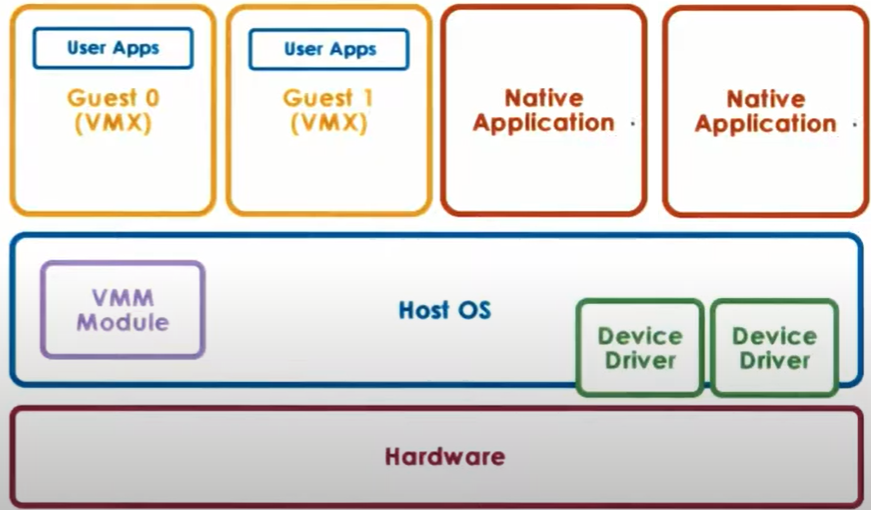 User Apps
Guest 0
(VMX)
User Apps
Guest 1
(VMX)
Native
Application
Native
Application
VMM
Module
Host OS
Device
Driver
Device
Driver
Hardware